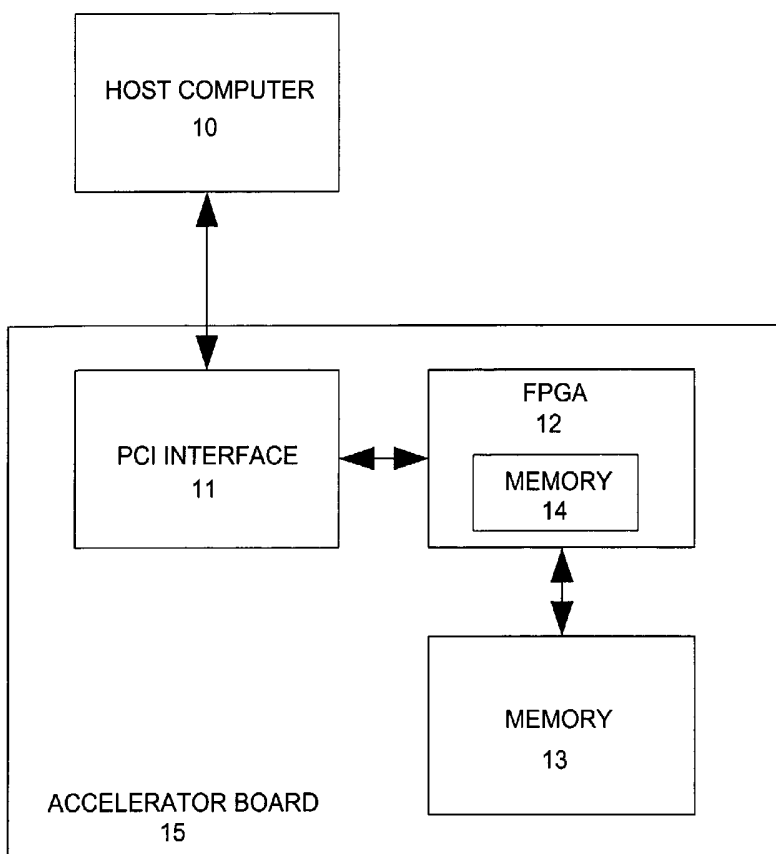 HOST COMPUTER
10
PCI INTERFACE
11
FPGA
12
MEMORY
14
MEMORY
13
ACCELERATOR BOARD
15